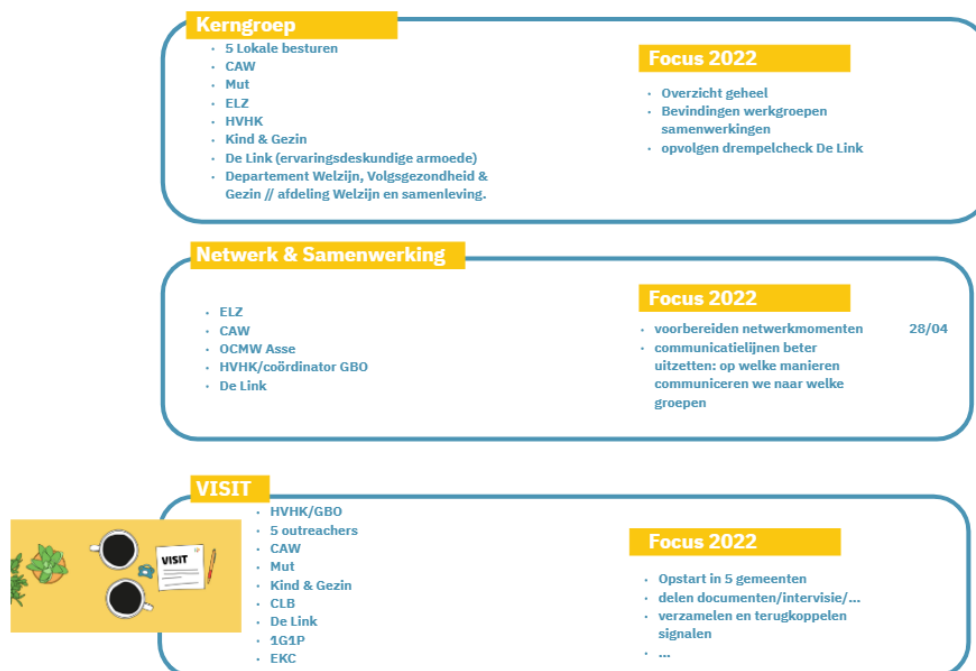 Kerngroep
· 5 Lokale besturen
· CAW
· Mut
· ELZ
· HVHK
· Kind & Gezin
· De Link (ervaringsdeskundige armoede)
· Departement Welzijn, Volgsgezondheid &
Gezin // afdeling Welzijn en samenleving.
Focus 2022
· Overzicht geheel
· Bevindingen werkgroepen
samenwerkingen
· opvolgen drempelcheck De Link
Netwerk & Samenwerking
· ELZ
· CAW
· OCMW Asse
· HVHK/coördinator GBO
· De Link
Focus 2022
· voorbereiden netwerkmomenten 28/04
· communicatielijnen beter
uitzetten: op welke manieren
communiceren we naar welke
groepen
VISIT
VISIT
· HVHK/GBO
· 5 outreachers
· CAW
· Mut
· Kind & Gezin
· CLB
· De Link
· 1G1P
· EKC
Focus 2022
· Opstart in 5 gemeenten
· delen documenten/intervisie/...
· verzamelen en terugkoppelen
signalen
· ...